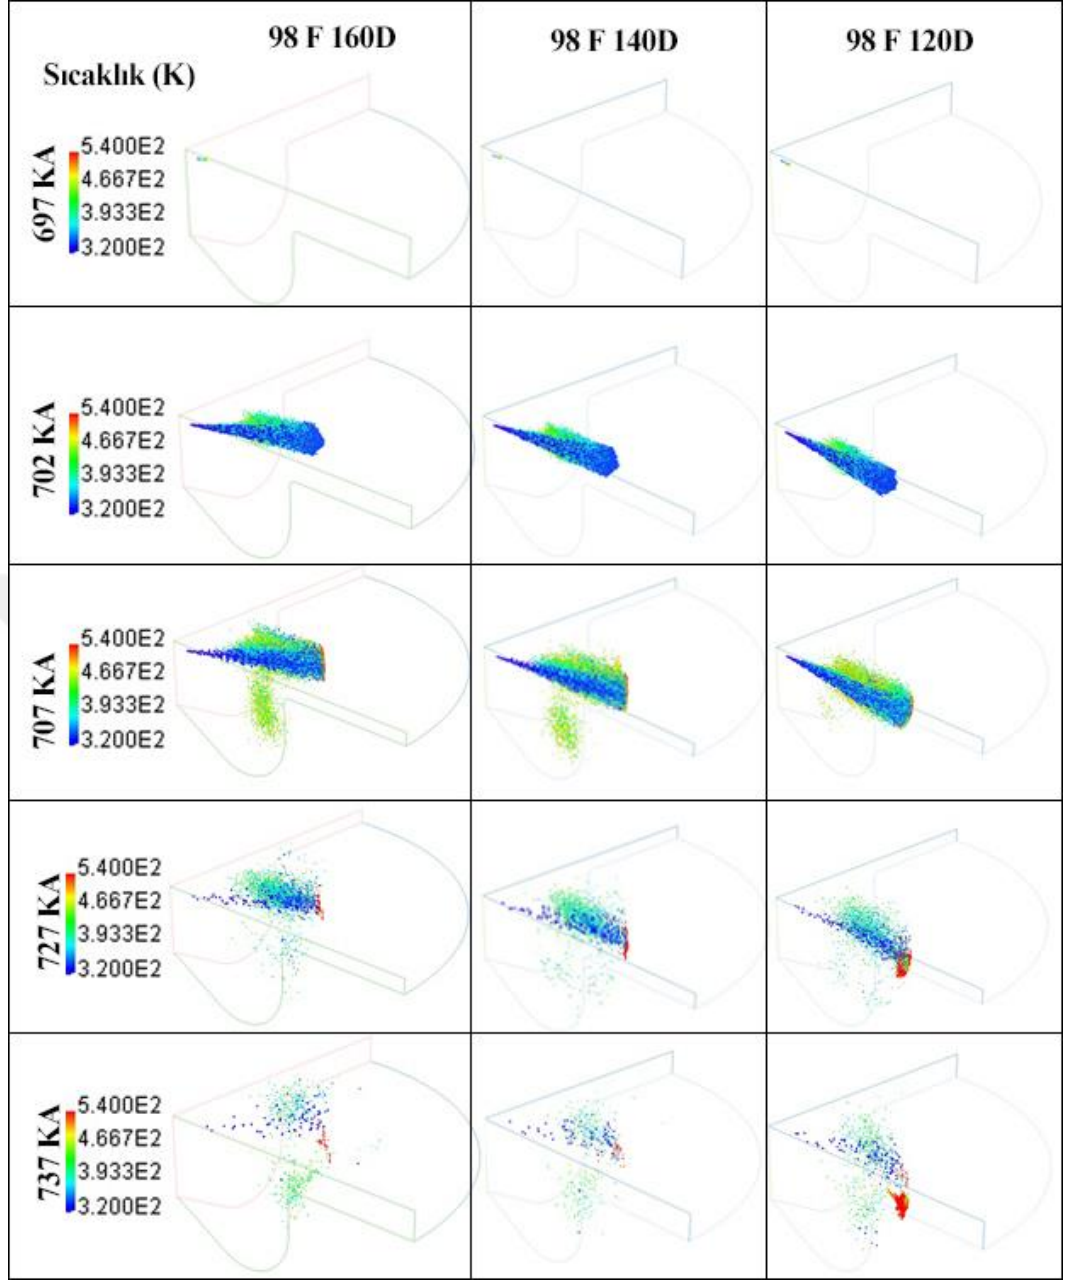 98 F 160D
98 F 140D
98 F 120D
Sıcaklık (K)
697 KA
5.400E2
4.667E2
3.933E2
3.200E2
702 KA
5.400E2
4.667E2
3.933E2
3.200E2
707 KA
5.400E2
4.667E2
3.933E2
3.200E2
727 KA
5.400E2
4.667E2
3.933E2
3.200E2
737 KA
5.400E2
4.667E2
3.933E2
3.200E2